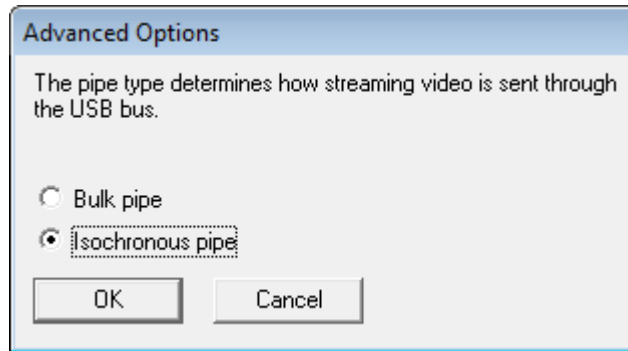 Advanced Options
The pipe type determines how streaming video is sent through
the USB bus.
Bulk pipe
Isochronous pipe
OK
Cancel